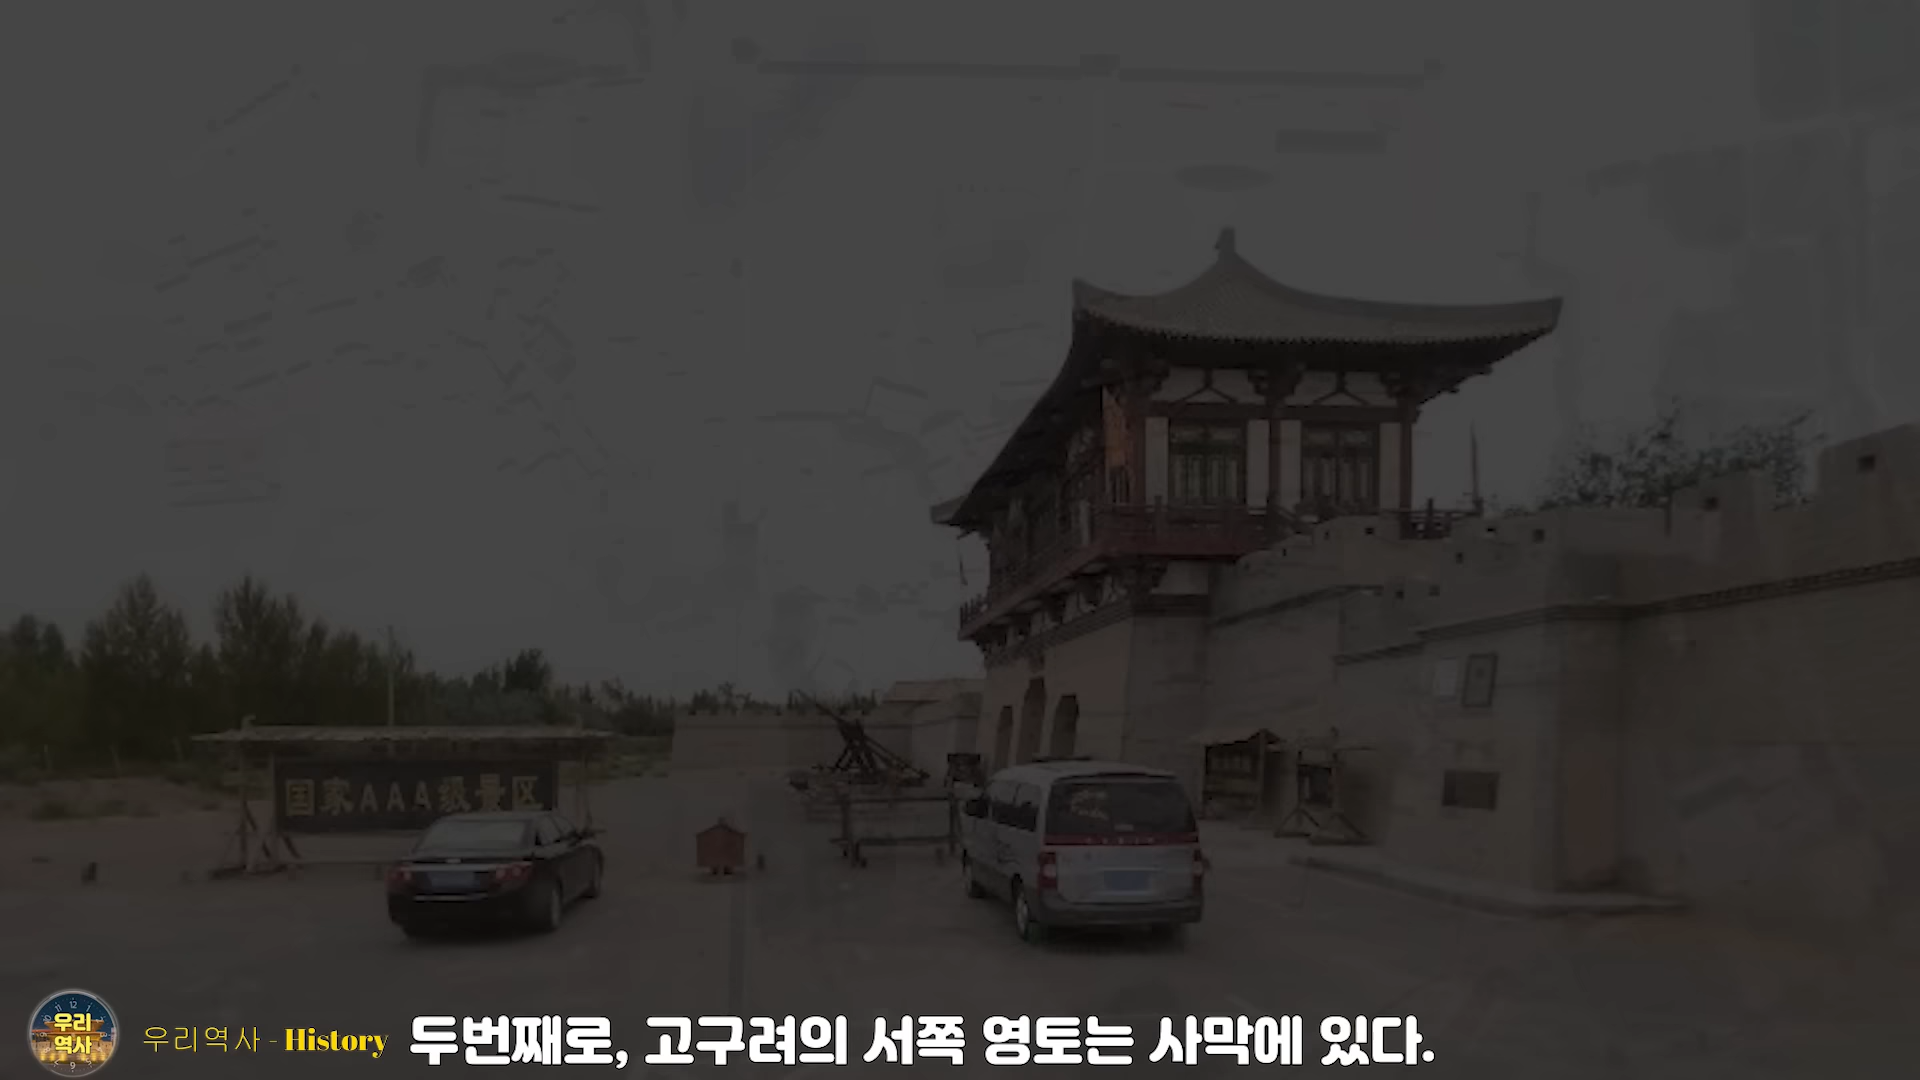 国家AAA级景区
우리
역사
우리역사 - History
두번째로, 고구려의 서쪽 영토는 사막에 있다.